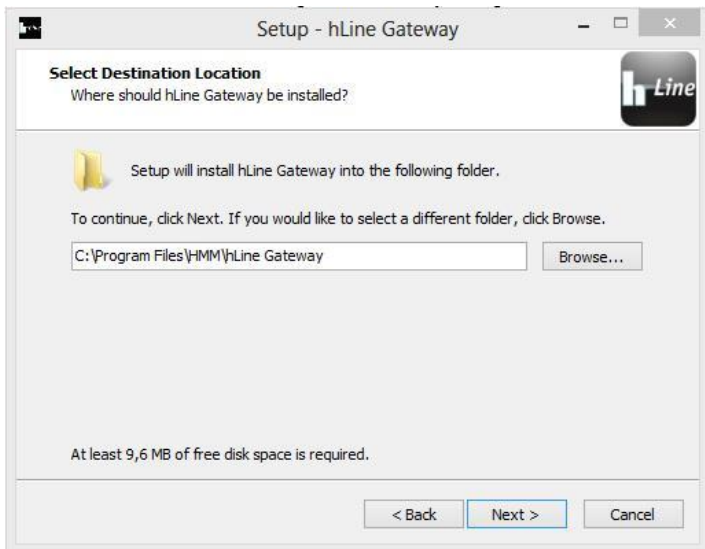 Setup - hLine Gateway
Select Destination Location
Where should hLine Gateway be installed?
h Line
Setup will install hLine Gateway into the following folder.
To continue, click Next. If you would like to select a different folder, click Browse.
C:\Program Files\HMM\hLine Gateway
Browse...
At least 9,6 MB of free disk space is required.
< Back Next > Cancel